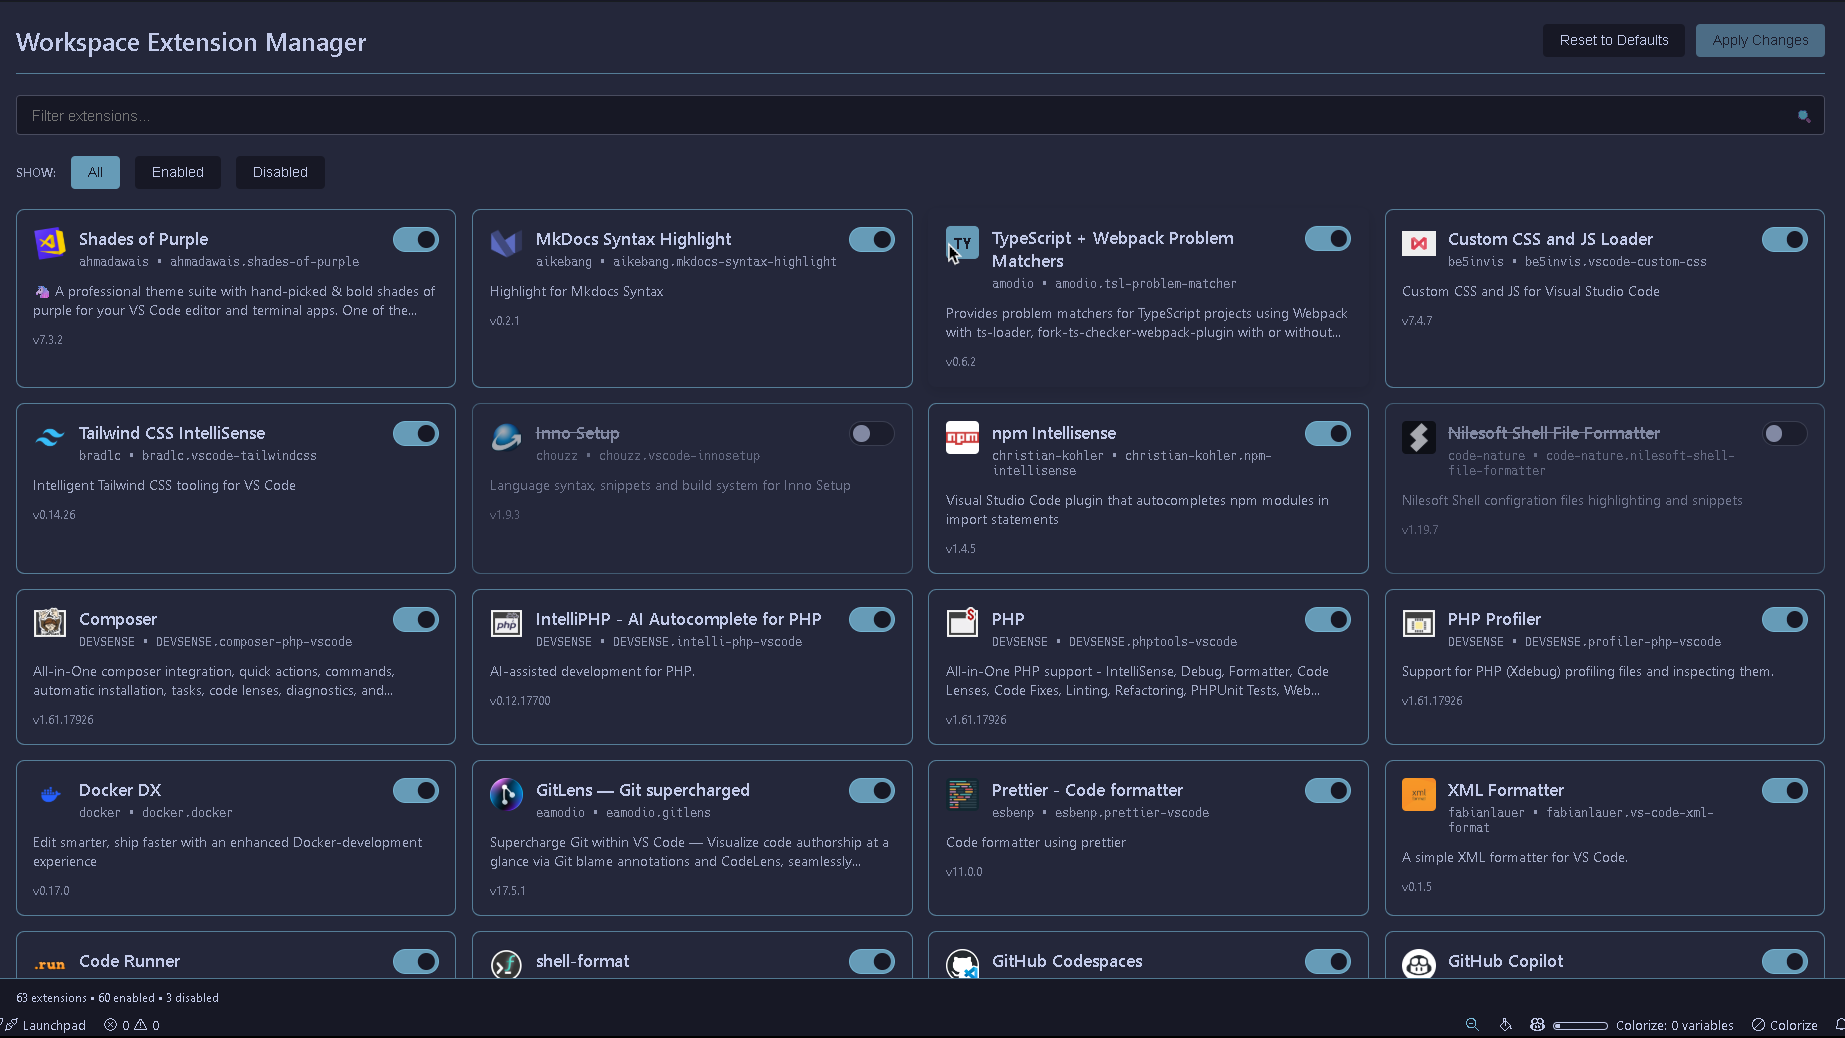 Workspace Extension Manager
Reset to Defaults
Apply Changes
Filter extensions...
SHOW:
All
Enabled
Disabled
Shades of Purple
ahmadawais • ahmadawais.shades-of-purple
🦄 A professional theme suite with hand-picked & bold shades of
purple for your VS Code editor and terminal apps. One of the...
v7.3.2
MkDocs Syntax Highlight
aikebang • aikebang.mkdocs-syntax-highlight
Highlight for Mkdocs Syntax
v0.2.1
TY
TypeScript + Webpack Problem
Matchers
amodio • amodio.tsl-problem-matcher
Provides problem matchers for TypeScript projects using Webpack
with ts-loader, fork-ts-checker-webpack-plugin with or without...
v0.6.2
Custom CSS and JS Loader
be5invis • be5invis.vscode-custom-css
Custom CSS and JS for Visual Studio Code
v7.4.7
Tailwind CSS IntelliSense
bradlc • bradlc.vscode-tailwindcss
Intelligent Tailwind CSS tooling for VS Code
v0.14.26
Inno Setup
chouzz • chouzz.vscode-innosetup
Language syntax, snippets and build system for Inno Setup
v1.9.3
npm
npm Intellisense
christian-kohler • christian-kohler.npm-
intellisense
Visual Studio Code plugin that autocompletes npm modules in
import statements
v1.4.5
Nilesoft Shell File Formatter
code-nature • code-nature.nilesoft-shell-
file-formatter
Nilesoft Shell configration files highlighting and snippets
v1.19.7
Composer
DEVSENSE • DEVSENSE.composer-php-vscode
All-in-One composer integration, quick actions, commands,
automatic installation, tasks, code lenses, diagnostics, and...
v1.61.17926
php
IntelliPHP - AI Autocomplete for PHP
DEVSENSE • DEVSENSE.intelli-php-vscode
AI-assisted development for PHP.
v0.12.17700
PHP
DEVSENSE • DEVSENSE.phptools-vscode
All-in-One PHP support - IntelliSense, Debug, Formatter, Code
Lenses, Code Fixes, Linting, Refactoring, PHPUnit Tests, Web...
v1.61.17926
PHP Profiler
DEVSENSE • DEVSENSE.profiler-php-vscode
Support for PHP (Xdebug) profiling files and inspecting them.
v1.61.17926
Docker DX
docker • docker.docker
Edit smarter, ship faster with an enhanced Docker-development
experience
v0.17.0
GitLens — Git supercharged
eamodio • eamodio.gitlens
Supercharge Git within VS Code — Visualize code authorship at a
glance via Git blame annotations and CodeLens, seamlessly...
v17.5.1
Prettier - Code formatter
esbenp • esbenp.prettier-vscode
Code formatter using prettier
v11.0.0
xml
XML Formatter
fabianlauer • fabianlauer.vs-code-xml-
format
A simple XML formatter for VS Code.
v0.1.5
.run
Code Runner
shell-format
GitHub Codespaces
GitHub Copilot
63 extensions • 60 enabled • 3 disabled
Launchpad
0
0
Colorize: 0 variables
Colorize